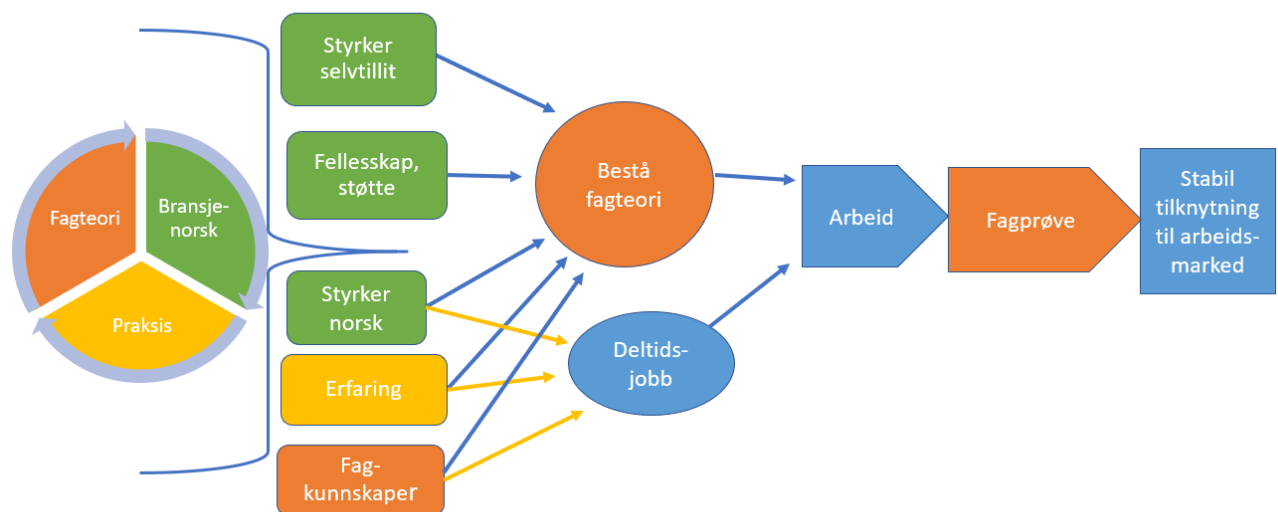 Fagteori
Bransje-
norsk
Praksis
Styrker
selvtillit
Fellesskap,
støtte
Styrker
norsk
Erfaring
Fag-
kunnskaper
Bestå
fagteori
Deltids-
jobb
Arbeid
Fagprøve
Stabil
tilknytning
til arbeids-
marked